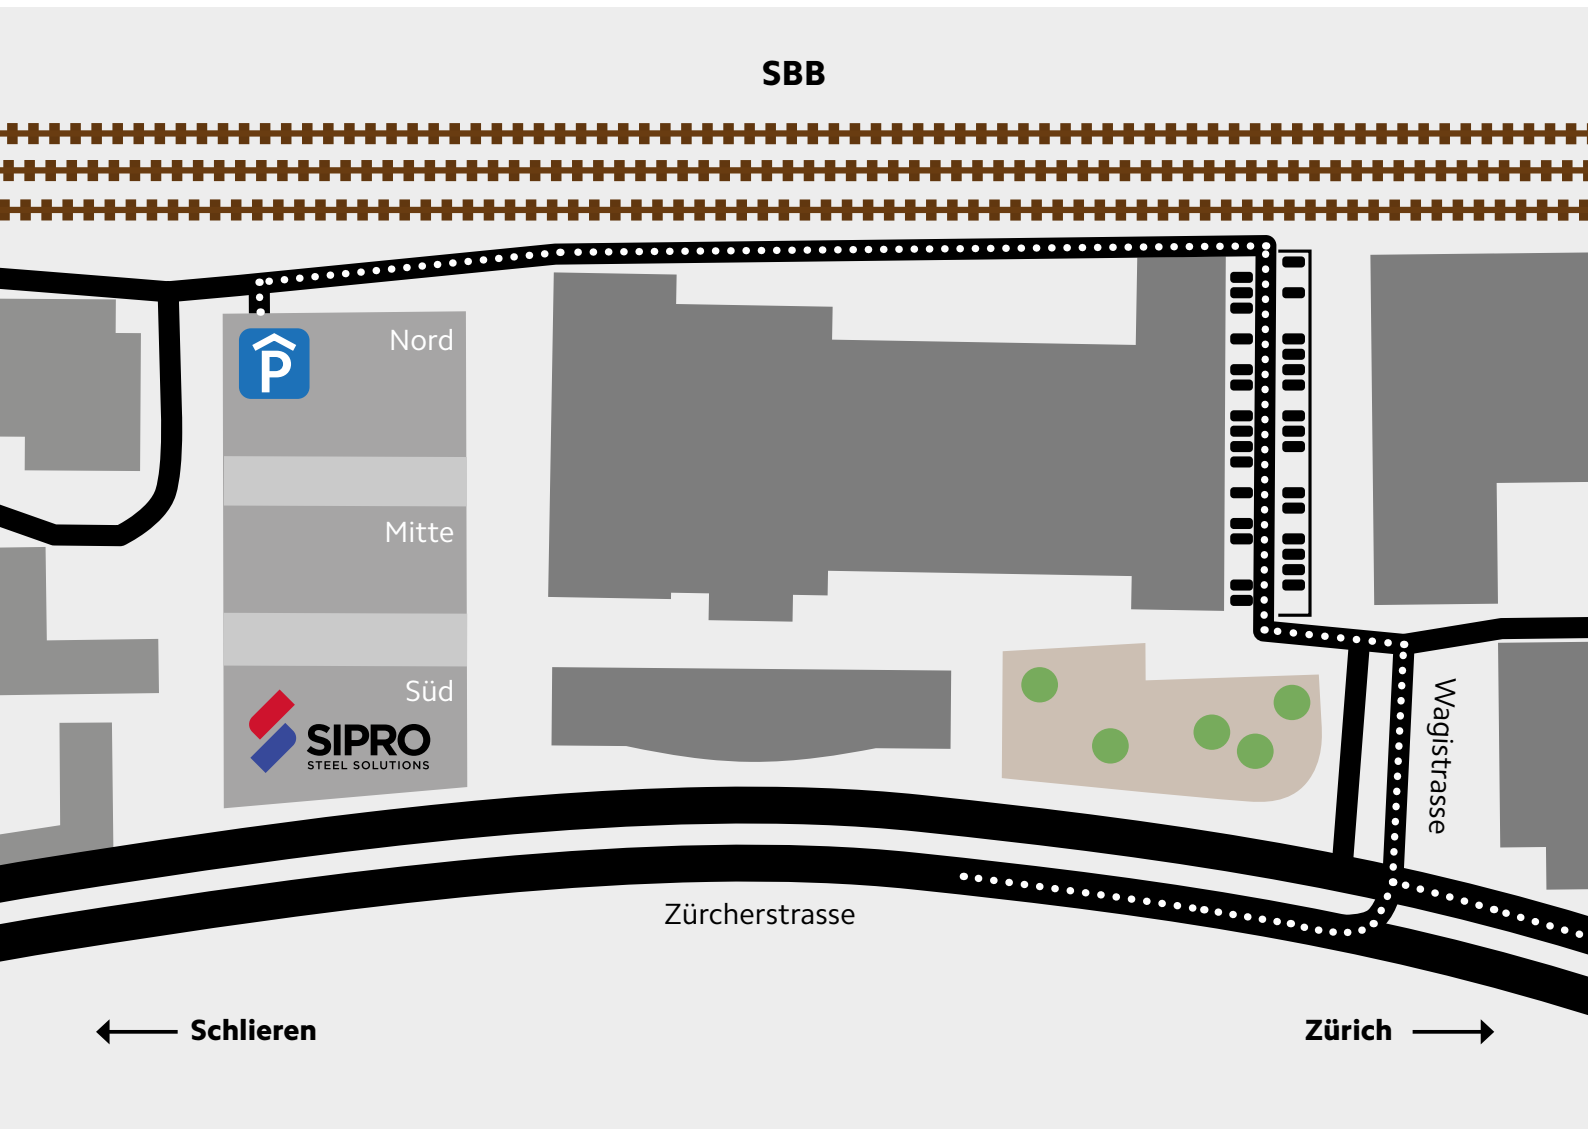 SBB
Nord
P
Mitte
Süd
SIPRO
STEEL SOLUTIONS
Wagistrasse
Zürcherstrasse
Schlieren
Zürich